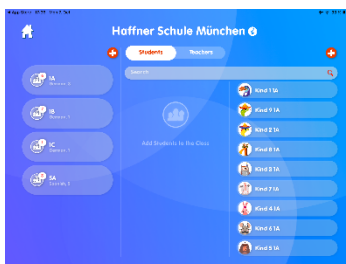 Haffner Schule München
Students Teachers
Search
1A
1B
1C
5A
Add Students to the Class
Kind 1 1A
Kind 9 1A
Kind 2 1A
Kind 8 1A
Kind 3 1A
Kind 7 1A
Kind 4 1A
Kind 6 1A
Kind 5 1A